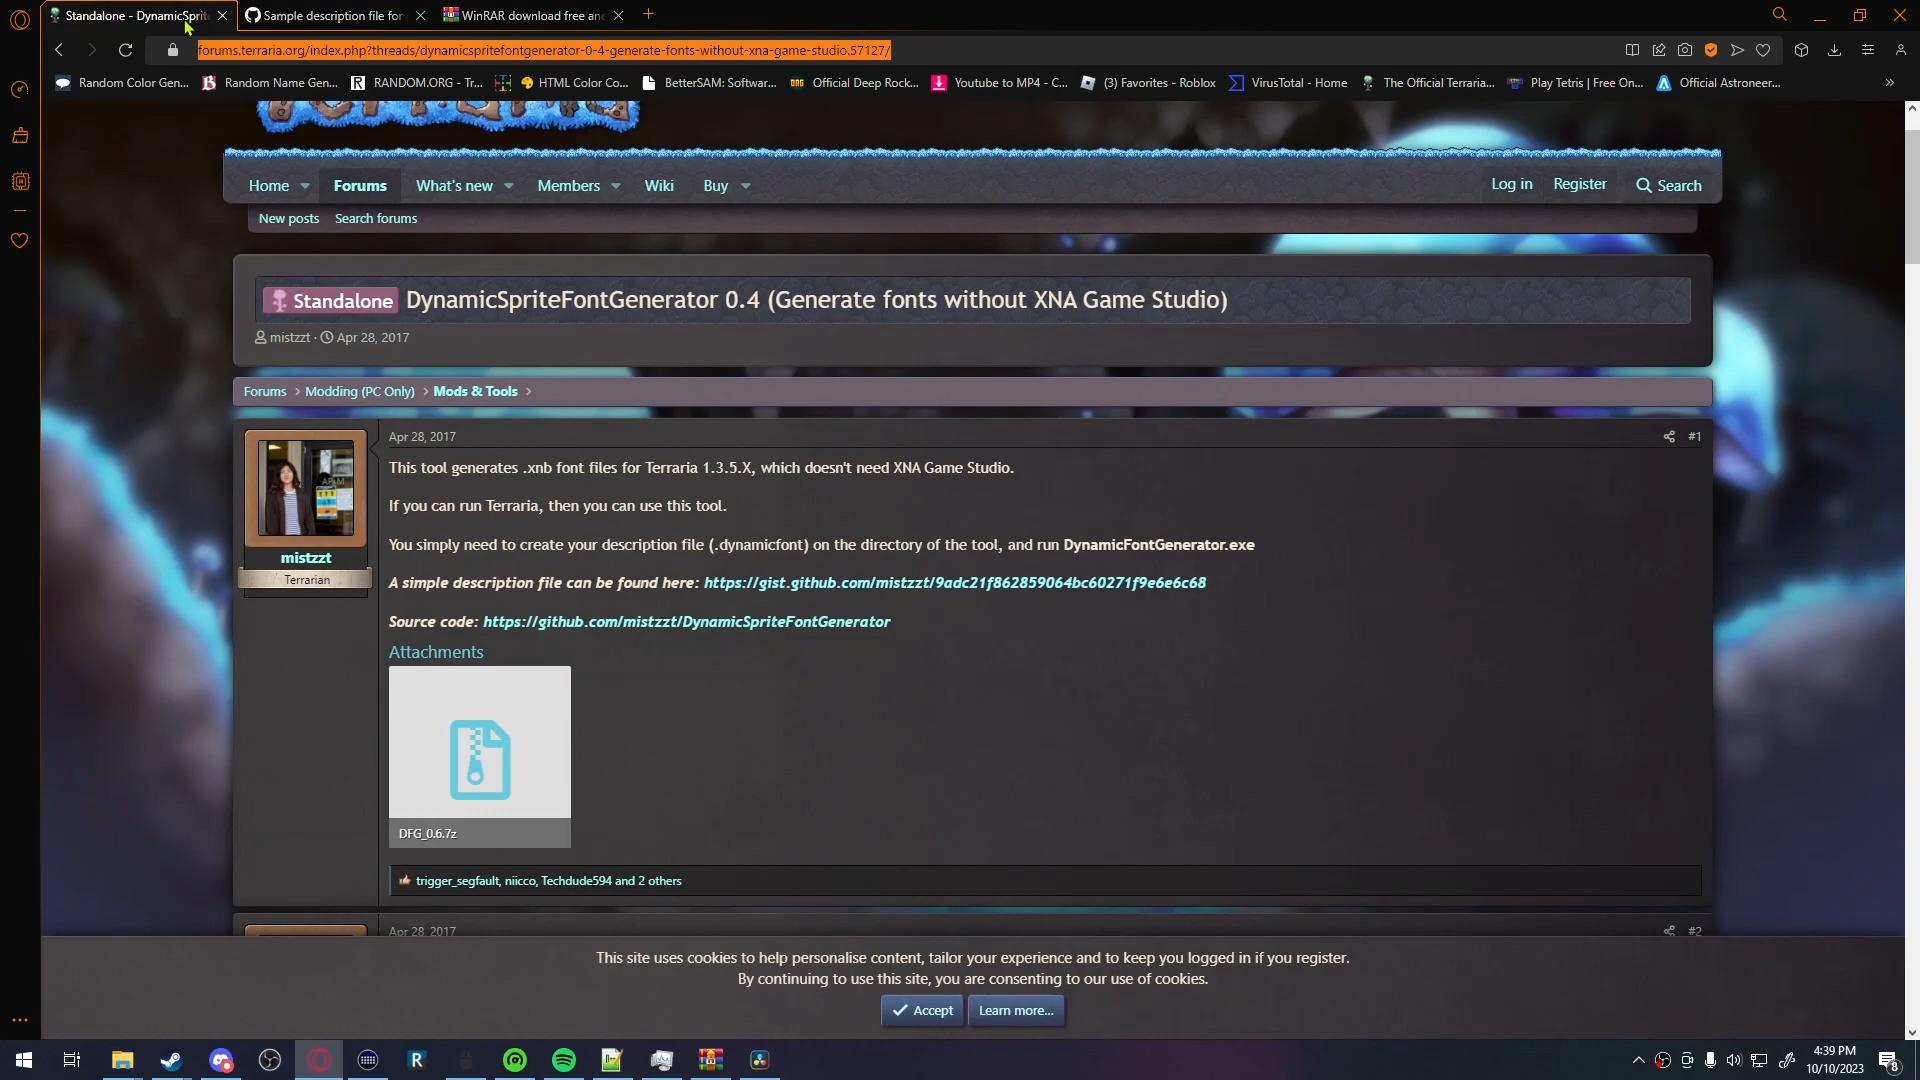 Standalone - DynamicSprite
Sample description file for
WinRAR download free and
forums.terraria.org/index.php?threads/dynamicspritefontgenerator-0-4-generate-fonts-without-xna-game-studio.57127/
Random Color Gen...
Random Name Gen...
RANDOM.ORG - Tr...
HTML Color Co...
BetterSAM: Softwar...
Official Deep Rock...
Youtube to MP4 - C...
(3) Favorites - Roblox
VirusTotal - Home
The Official Terraria...
Play Tetris | Free On...
Official Astroneer...
Home
Forums
What's new
Members
Wiki
Buy
Log in
Register
Search
New posts
Search forums
Standalone DynamicSpriteFontGenerator 0.4 (Generate fonts without XNA Game Studio)
mistzzt · Apr 28, 2017
Forums > Modding (PC Only) > Mods & Tools >
Apr 28, 2017
#1
mistzzt
Terrarian
This tool generates .xnb font files for Terraria 1.3.5.X, which doesn't need XNA Game Studio.
If you can run Terraria, then you can use this tool.
You simply need to create your description file (.dynamicfont) on the directory of the tool, and run DynamicFontGenerator.exe
A simple description file can be found here: https://gist.github.com/mistzzt/9adc21f862859064bc60271f9e6e6c68
Source code: https://github.com/mistzzt/DynamicSpriteFontGenerator
Attachments
DFG_0.6.7z
trigger_segfault, niicco, Techdude594 and 2 others
Apr 28, 2017
#2
This site uses cookies to help personalise content, tailor your experience and to keep you logged in if you register.
By continuing to use this site, you are consenting to our use of cookies.
Accept
Learn more...
4:39 PM
10/10/2023
8